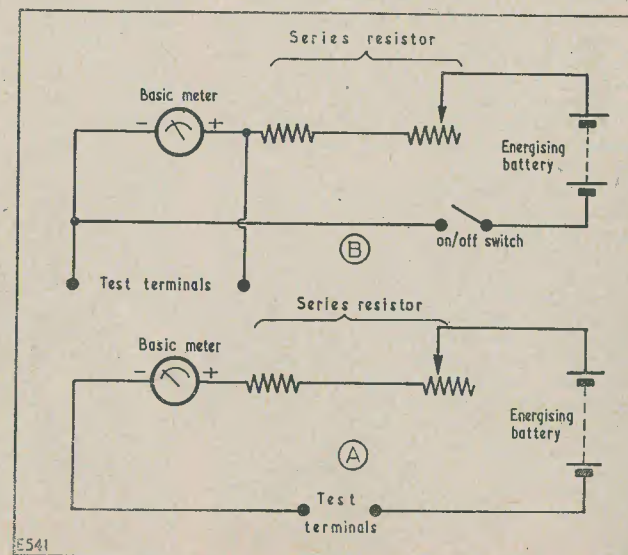 Series resistor
Basic meter
- +
Energising
battery
B
on/off switch
Test terminals
Series resistor
Basic meter
- +
Energising
battery
A
Test
terminals
E541